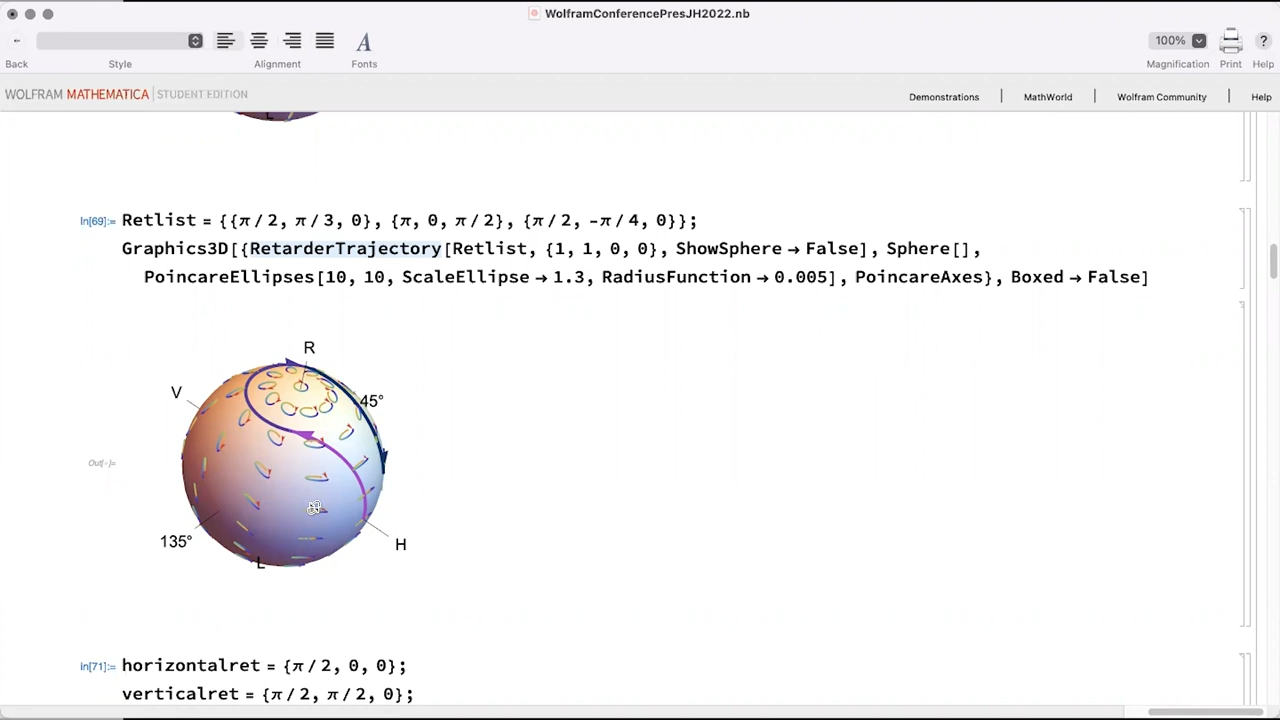 WolframConferencePresJH2022.nb
100%
Back
Style
Alignment
Fonts
Magnification
Print
Help
WOLFRAM MATHEMATICA | STUDENT EDITION
Demonstrations
MathWorld
Wolfram Community
Help
L
In[69]:= Retlist = {{π/2, π/3, 0}, {π, 0, π/2}, {π/2, -π/4, 0}};
Graphics3D[{RetarderTrajectory[Retlist, {1, 1, 0, 0}, ShowSphere → False], Sphere[],
PoincareEllipses[10, 10, ScaleEllipse → 1.3, RadiusFunction → 0.005], PoincareAxes}, Boxed → False]
R
V
45°
Out[-]=
135°
H
L
In[71]:= horizontalret = {π/2, 0, 0};
verticalret = {π/2, π/2, 0};